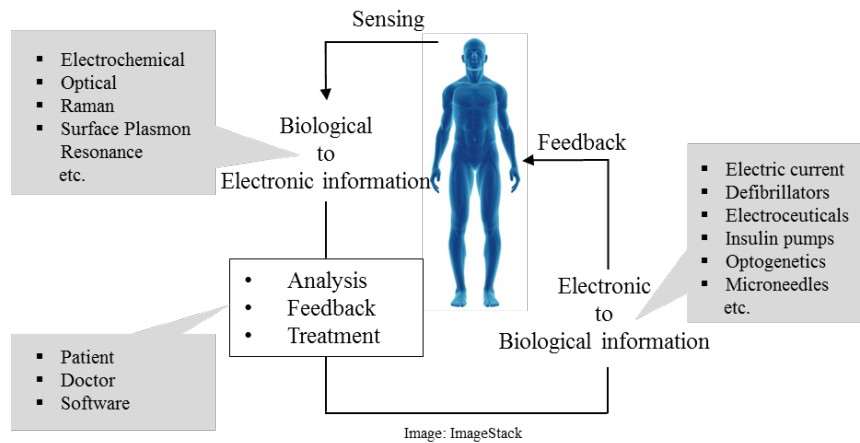 Sensing
▪ Electrochemical
▪ Optical
▪ Raman
▪ Surface Plasmon
Resonance
etc.
Biological
to
Electronic information
Feedback
▪ Electric current
▪ Defibrillators
▪ Electroceuticals
▪ Insulin pumps
▪ Optogenetics
▪ Microneedles
etc.
• Analysis
• Feedback
• Treatment
Electronic
to
Biological information
▪ Patient
▪ Doctor
▪ Software
Image: ImageStack